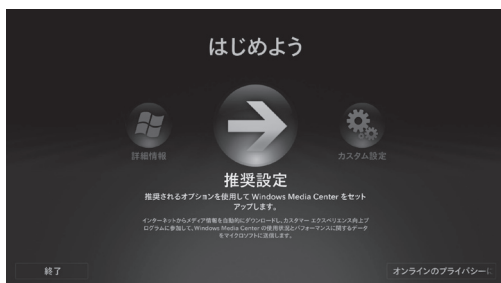 はじめよう
詳細情報
カスタム設定
推奨設定
推奨されるオプションを使用して Windows Media Center をセット
アップします。
インターネットからメディア情報を自動的にダウンロードし、カスタマー エクスペリエンス向上プ
ログラムに参加して、Windows Media Center の使用状況とパフォーマンスに関するデータ
をマイクロソフトに送信します。
終了
オンラインのプライバシーに